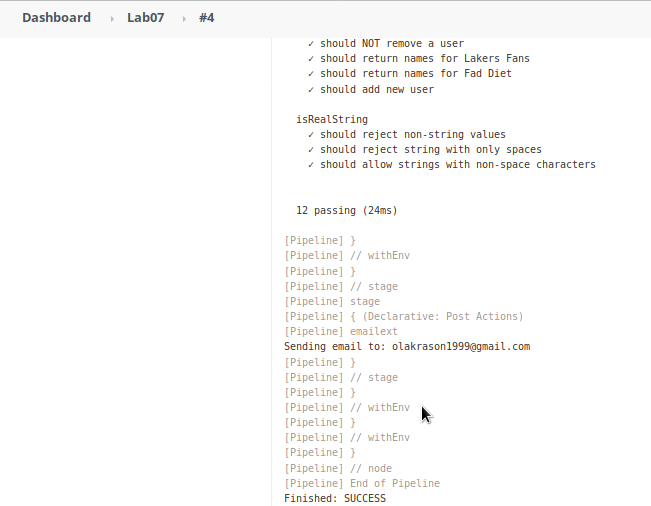 Dashboard › Lab07 › #4
✓ should NOT remove a user
✓ should return names for Lakers Fans
✓ should return names for Fad Diet
✓ should add new user
isRealString
✓ should reject non-string values
✓ should reject string with only spaces
✓ should allow strings with non-space characters
12 passing (24ms)
[Pipeline] }
[Pipeline] // withEnv
[Pipeline] }
[Pipeline] // stage
[Pipeline] stage
[Pipeline] { (Declarative: Post Actions)
[Pipeline] emailext
Sending email to: olakrason1999@gmail.com
[Pipeline] }
[Pipeline] // stage
[Pipeline] }
[Pipeline] // withEnv
[Pipeline] }
[Pipeline] // withEnv
[Pipeline] }
[Pipeline] // node
[Pipeline] End of Pipeline
Finished: SUCCESS